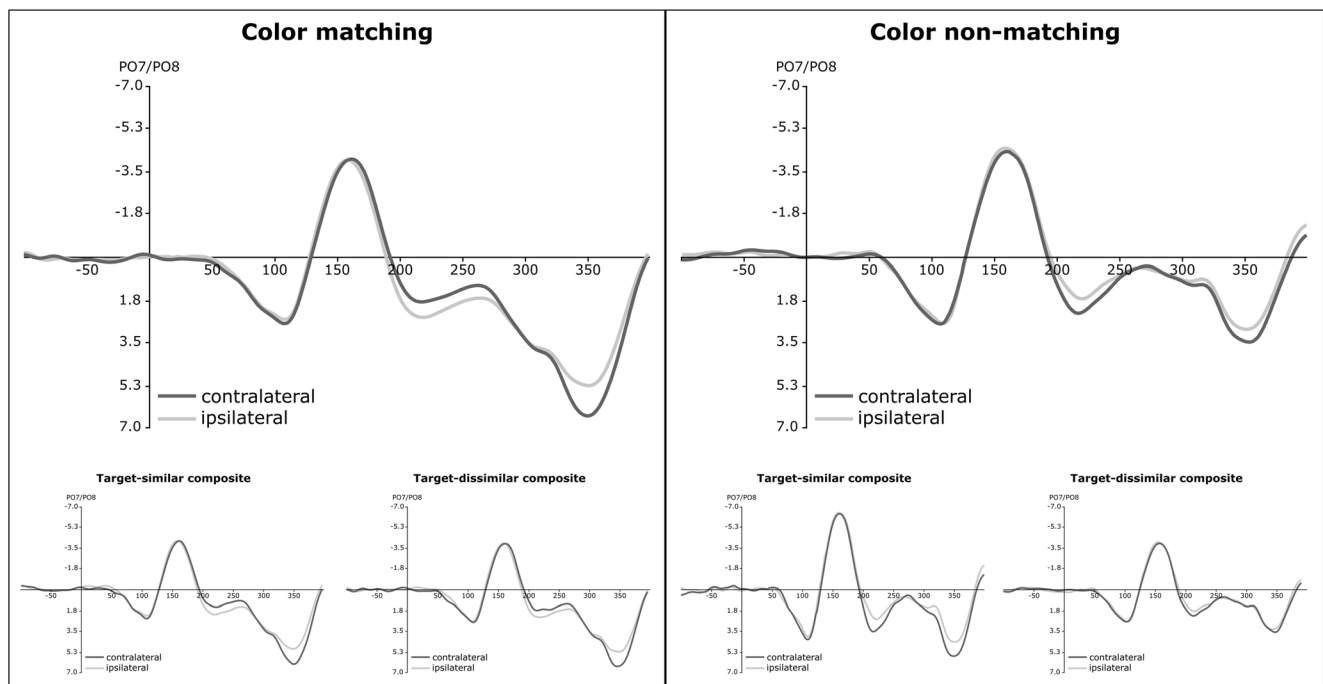 Color matching
PO7/PO8
-7.0
-5.3
-3.5
-1.8
-50 50 100 150 200 250 300 350
1.8
3.5
5.3
7.0
contralateral
ipsilateral
Target-similar composite
PO7/PO8
-7.0
-5.3
-3.5
-1.8
-50 50 100 150 200 250 300 350
1.8
3.5
5.3
7.0
contralateral
ipsilateral
Target-dissimilar composite
PO7/PO8
-7.0
-5.3
-3.5
-1.8
-50 50 100 150 200 250 300 350
1.8
3.5
5.3
7.0
contralateral
ipsilateral
Color non-matching
PO7/PO8
-7.0
-5.3
-3.5
-1.8
-50 50 100 150 200 250 300 350
1.8
3.5
5.3
7.0
contralateral
ipsilateral
Target-similar composite
PO7/PO8
-7.0
-5.3
-3.5
-1.8
-50 50 100 150 200 250 300 350
1.8
3.5
5.3
7.0
contralateral
ipsilateral
Target-dissimilar composite
PO7/PO8
-7.0
-5.3
-3.5
-1.8
-50 50 100 150 200 250 300 350
1.8
3.5
5.3
7.0
contralateral
ipsilateral